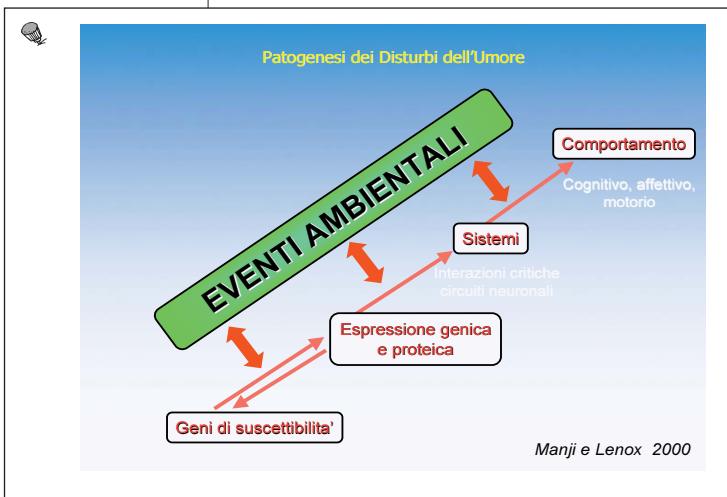 Patogenesi dei Disturbi dell'Umore
EVENTI AMBIENTALI
Comportamento
Cognitivo, affettivo,
motorio
Sistemi
Interazioni critiche
circuiti neuronali
Espressione genica
e proteica
Geni di suscettibilita'
Manji e Lenox 2000